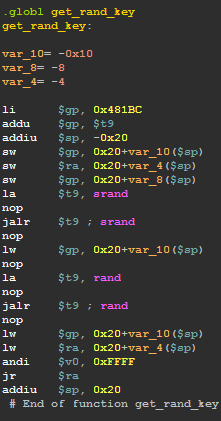 .globl get_rand_key
get_rand_key:
var_10= -0x10
var_8= -8
var_4= -4
li $gp, 0x481BC
addu $gp, $t9
addiu $sp, -0x20
sw $gp, 0x20+var_10($sp)
sw $ra, 0x20+var_4($sp)
sw $gp, 0x20+var_8($sp)
la $t9, srand
nop
jalr $t9 ; srand
nop
lw $gp, 0x20+var_10($sp)
nop
la $t9, rand
nop
jalr $t9 ; rand
nop
lw $gp, 0x20+var_10($sp)
lw $ra, 0x20+var_4($sp)
andi $v0, 0xFFFF
jr $ra
addiu $sp, 0x20
# End of function get_rand_key